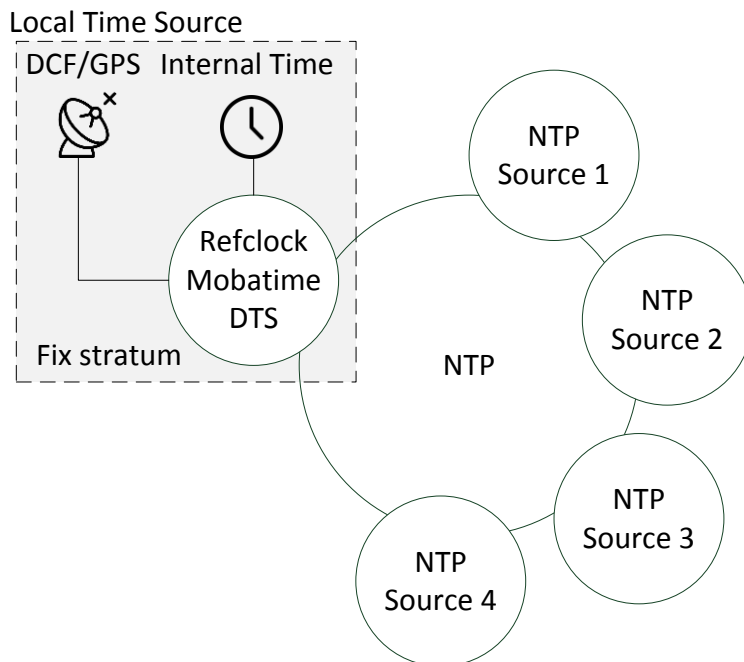 Local Time Source
DCF/GPS
Internal Time
Refclock
Mobatime
DTS
Fix stratum
NTP
NTP
Source 1
NTP
Source 2
NTP
Source 3
NTP
Source 4